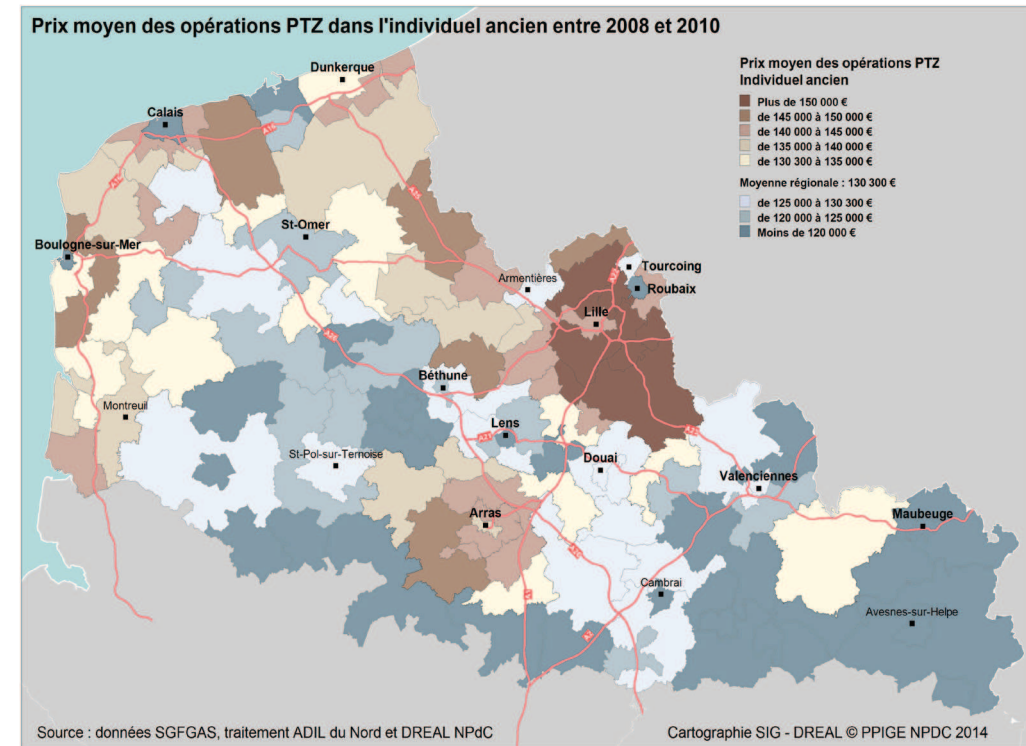 Prix moyen des opérations PTZ dans l'individuel ancien entre 2008 et 2010
Prix moyen des opérations PTZ
Individuel ancien
Plus de 150 000 €
de 145 000 à 150 000 €
de 140 000 à 145 000 €
de 135 000 à 140 000 €
de 130 300 à 135 000 €
Moyenne régionale : 130 300 €
de 125 000 à 130 300 €
de 120 000 à 125 000 €
Moins de 120 000 €
Dunkerque
Calais
St-Omer
Boulogne-sur-Mer
Armentières
Tourcoing
Roubaix
Lille
A26
Béthune
Montreuil
Lens
A21
St-Pol-sur-Ternoise
Douai
Valenciennes
Arras
Maubeuge
Cambrai
Avesnes-sur-Helpe
A2
Source : données SGFGAS, traitement ADIL du Nord et DREAL NPdC
Cartographie SIG - DREAL © PPIGE NPDC 2014